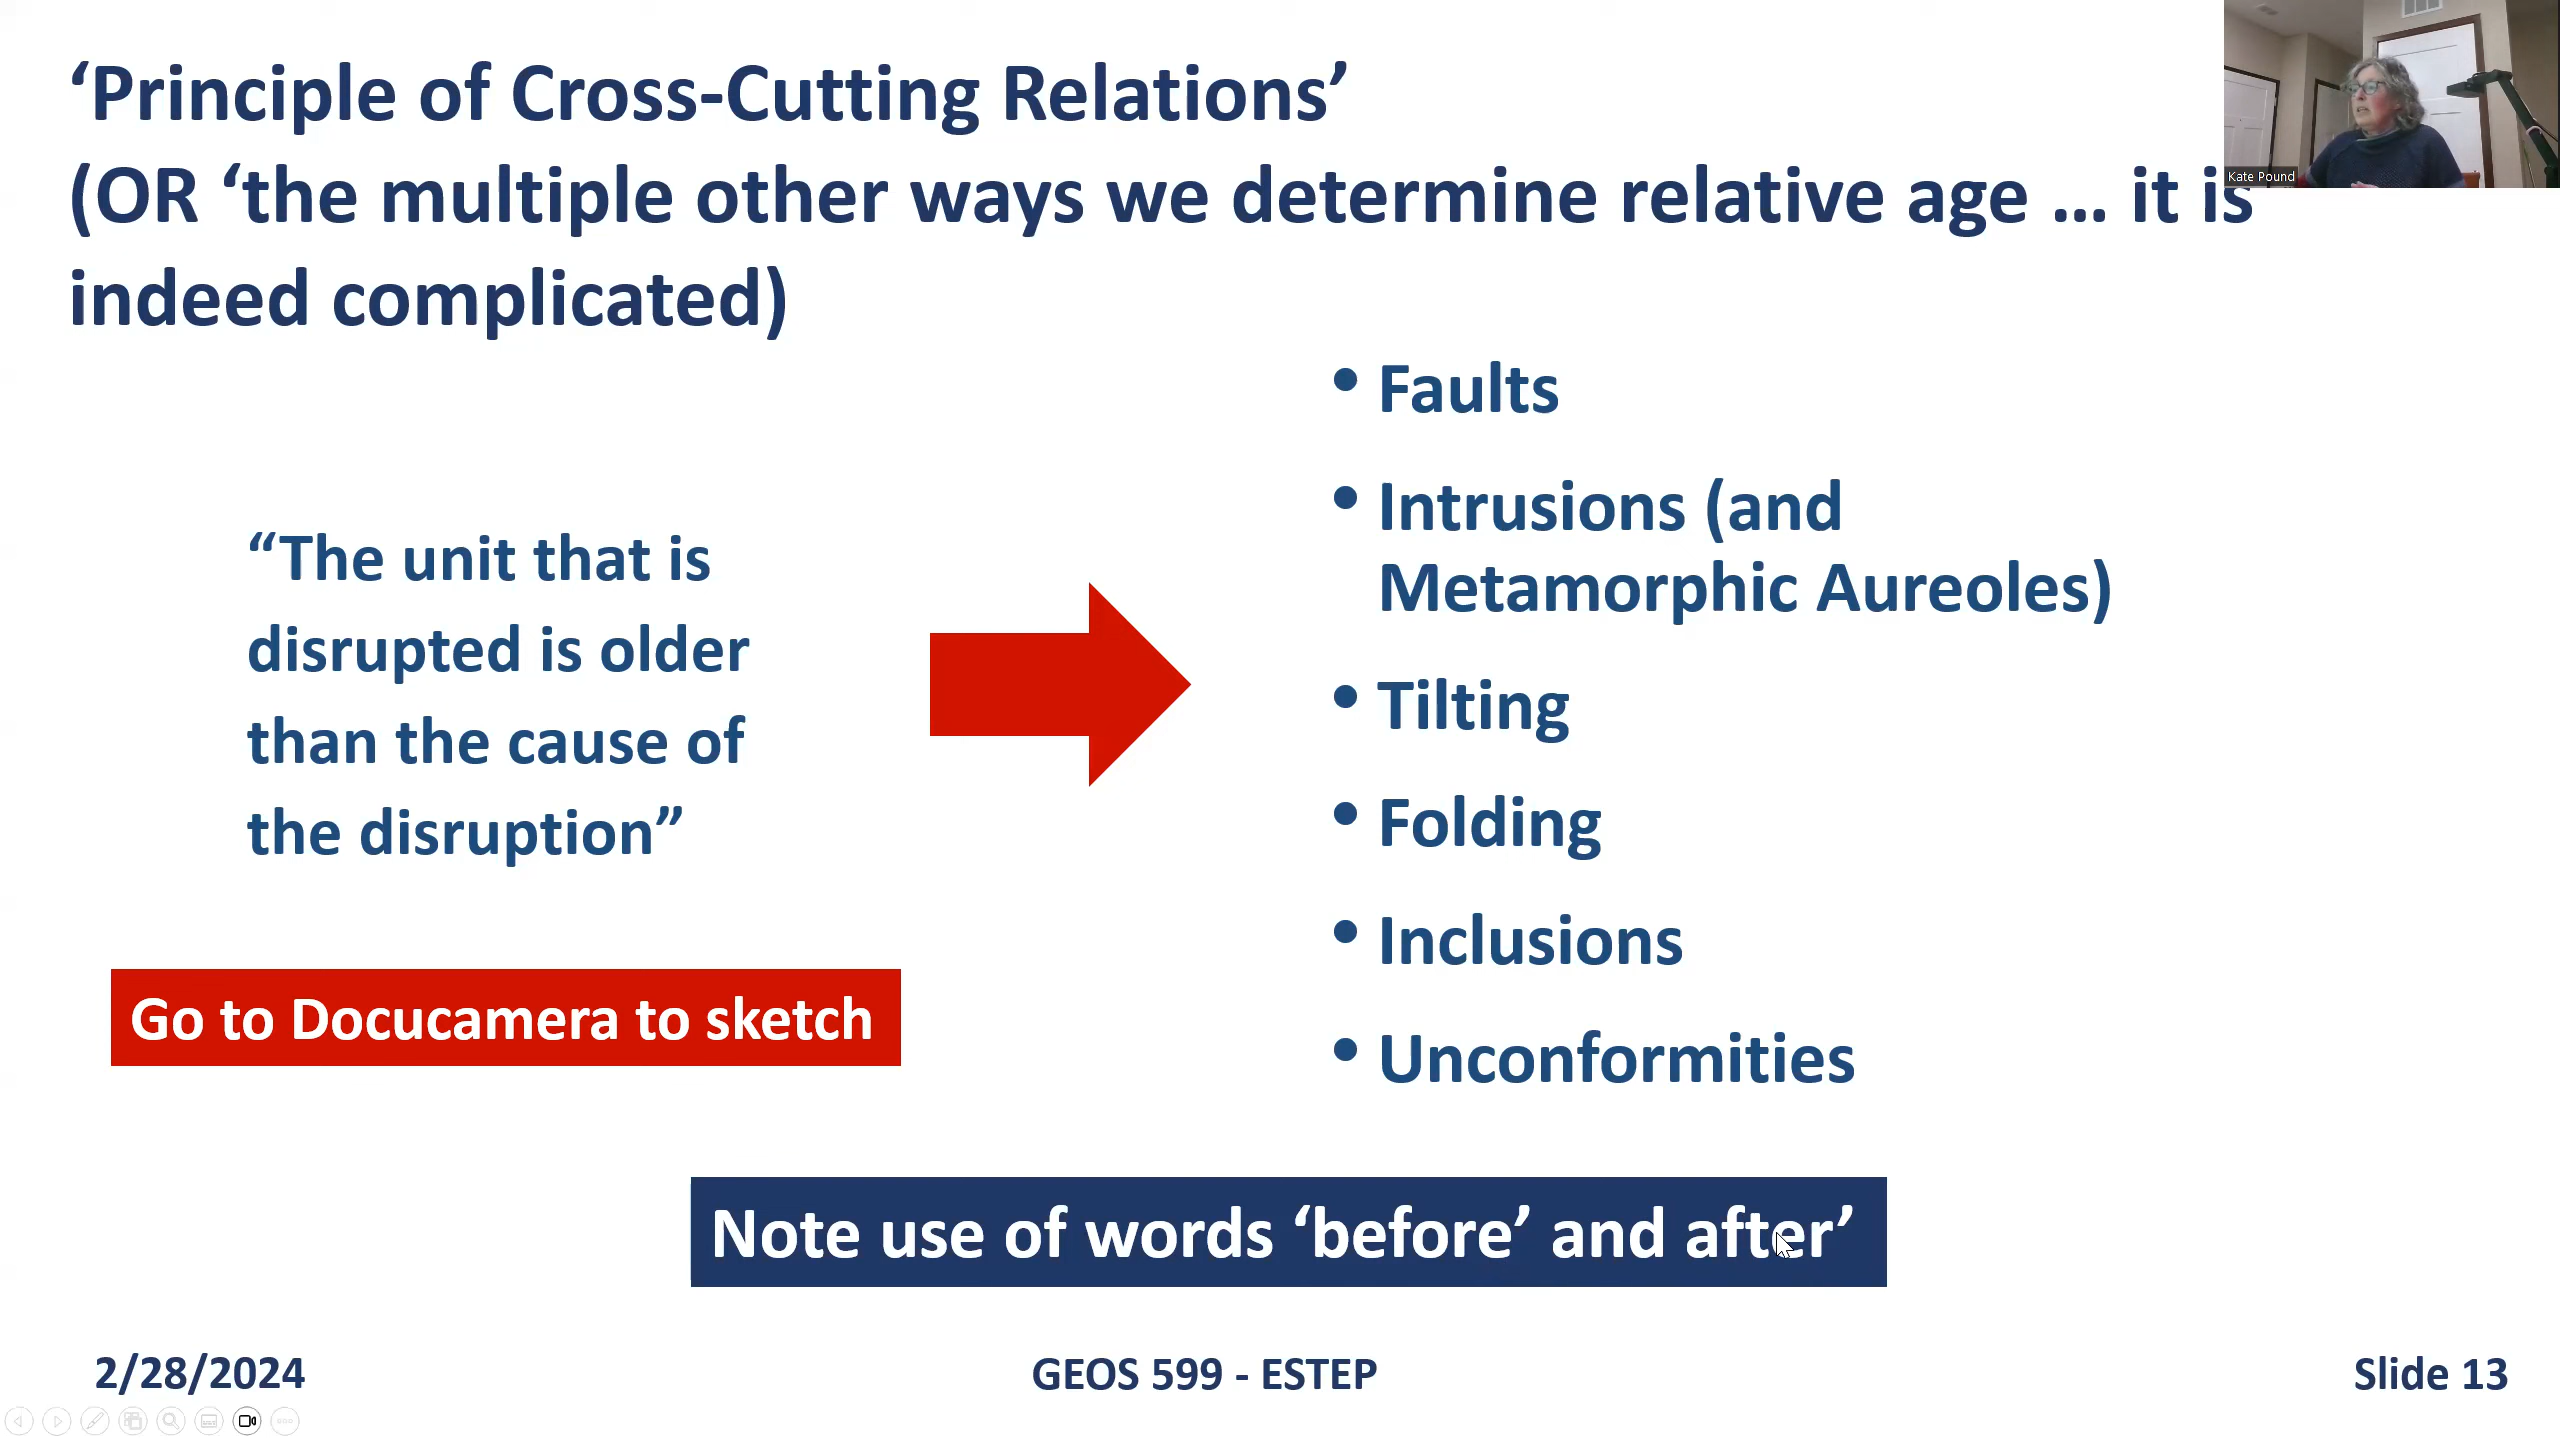 ‘Principle of Cross-Cutting Relations’
(OR ‘the multiple other ways we determine relative age … it is
indeed complicated)
Kate Pound
“The unit that is
disrupted is older
than the cause of
the disruption”
Go to Docucamera to sketch
• Faults
• Intrusions (and
Metamorphic Aureoles)
• Tilting
• Folding
• Inclusions
• Unconformities
Note use of words ‘before’ and after’
2/28/2024
GEOS 599 - ESTEP
Slide 13